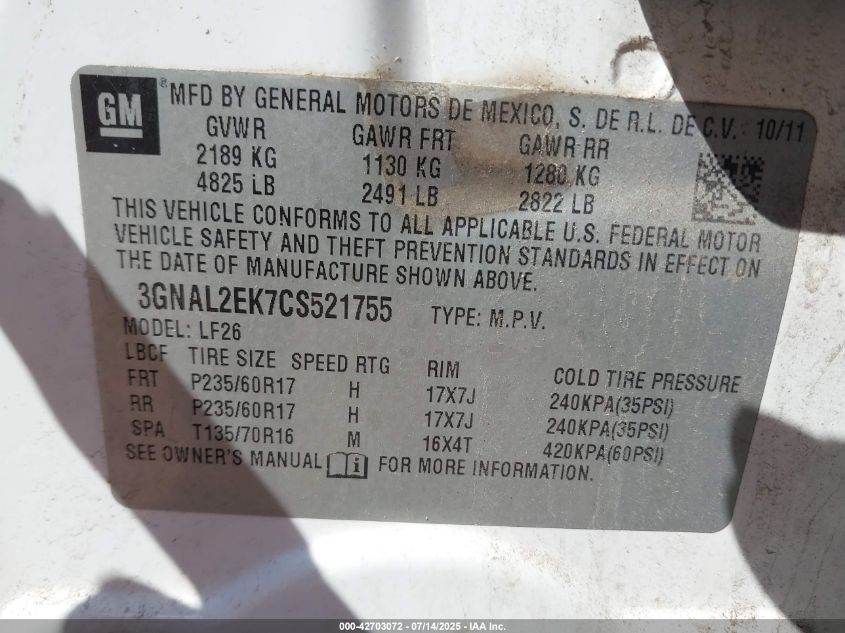 GM ® MFD BY GENERAL MOTORS DE MEXICO, S. DE R.L. DE C.V. 10/11
GVWR GAWR FRT GAWR RR
2189 KG 1130 KG 1280 KG
4825 LB 2491 LB 2822 LB
THIS VEHICLE CONFORMS TO ALL APPLICABLE U.S. FEDERAL MOTOR
VEHICLE SAFETY AND THEFT PREVENTION STANDARDS IN EFFECT ON
THE DATE OF MANUFACTURE SHOWN ABOVE.
3GNAL2EK7CS521755 TYPE: M.P.V.
MODEL: LF26
LBCF TIRE SIZE SPEED RTG RIM COLD TIRE PRESSURE
FRT P235/60R17 H 17X7J 240KPA(35PSI)
RR P235/60R17 H 17X7J 240KPA(35PSI)
SPA T135/70R16 M 16X4T 420KPA(60PSI)
SEE OWNER'S MANUAL i FOR MORE INFORMATION.
000-42703072 - 07/14/2025 - IAA Inc.